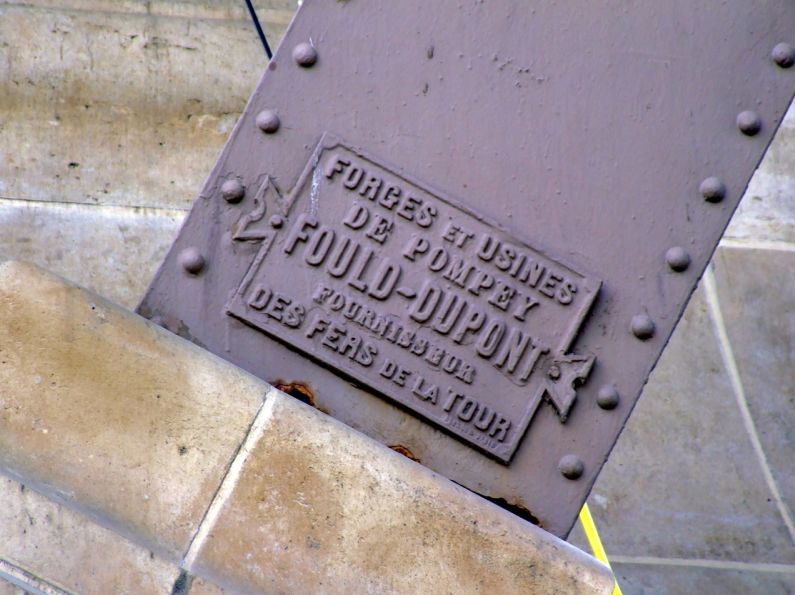 FORGES ET USINES
DE POMPEY
FOULD-DUPONT
FOURNISSEUR
DES FERS DE LA TOUR